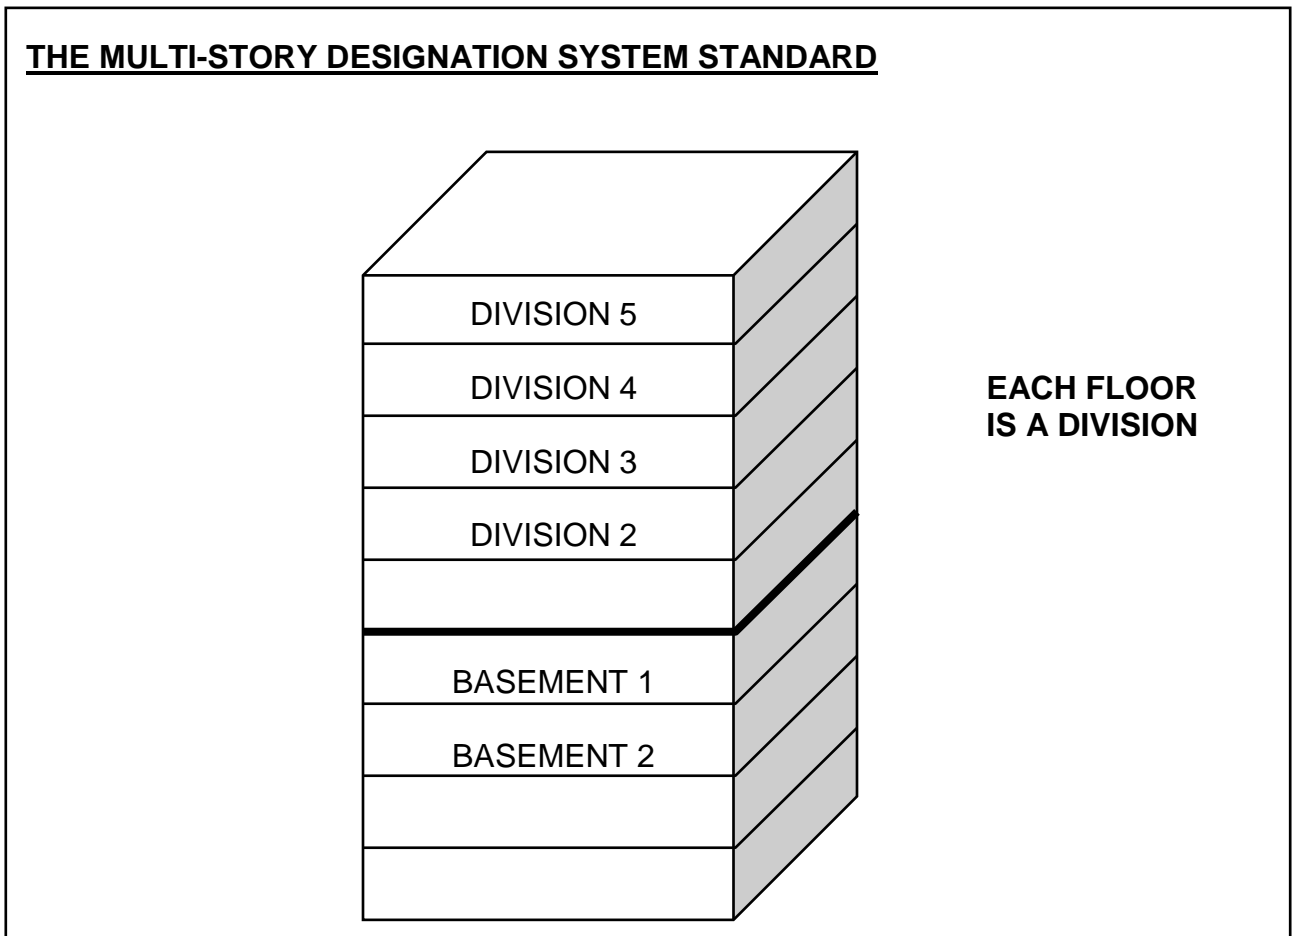 THE MULTI-STORY DESIGNATION SYSTEM STANDARD
DIVISION 5
DIVISION 4
EACH FLOOR
IS A DIVISION
DIVISION 3
DIVISION 2
BASEMENT 1
BASEMENT 2